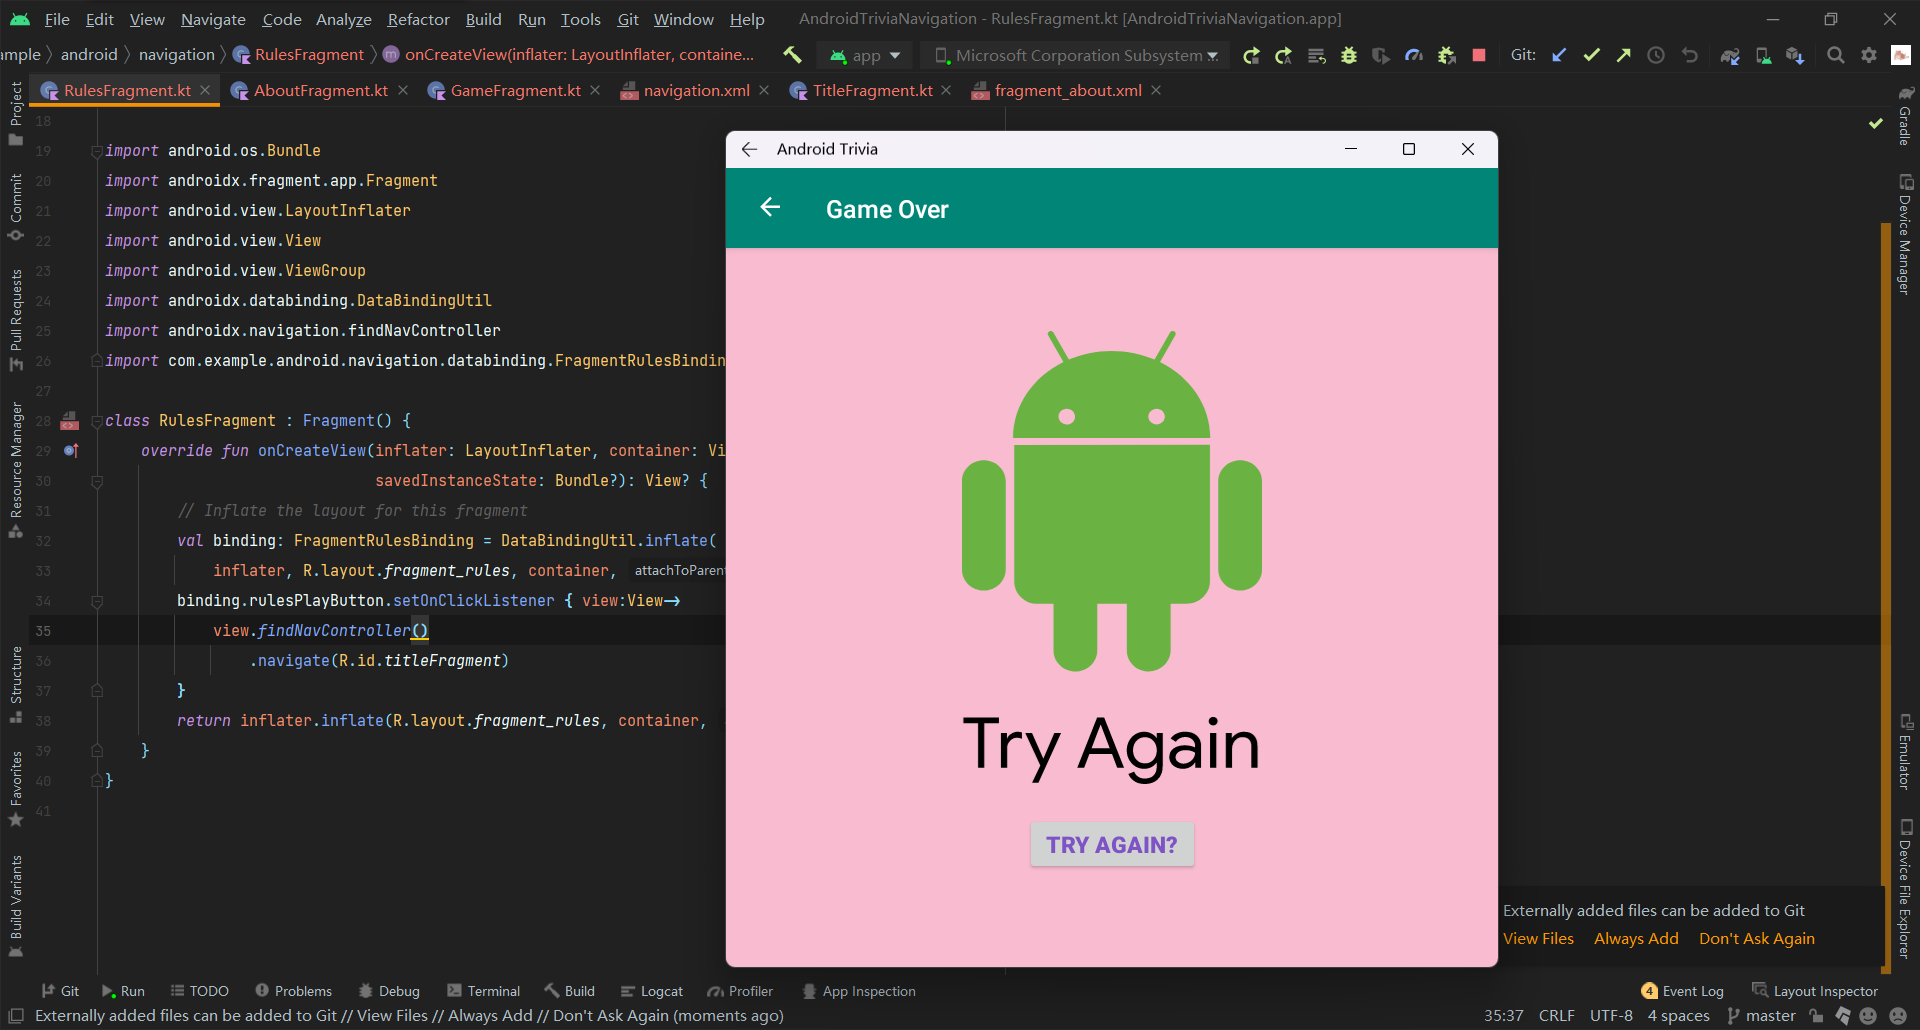 File Edit View Navigate Code Analyze Refactor Build Run Tools Git Window Help AndroidTriviaNavigation - RulesFragment.kt [AndroidTriviaNavigation.app]
ample android navigation RulesFragment onCreateView(inflater: LayoutInflater, containe... app Microsoft Corporation Subsystem Git:
RulesFragment.kt AboutFragment.kt GameFragment.kt navigation.xml TitleFragment.kt fragment_about.xml
Project
Commit
Pull Requests
Resource Manager
Structure
Favorites
Build Variants
18
19 import android.os.Bundle
20 import androidx.fragment.app.Fragment
21 import android.view.LayoutInflater
22 import android.view.View
23 import android.view.ViewGroup
24 import androidx.databinding.DataBindingUtil
25 import androidx.navigation.findNavController
26 import com.example.android.navigation.databinding.FragmentRulesBindin
27
28 class RulesFragment : Fragment() {
29 override fun onCreateView(inflater: LayoutInflater, container: Vi
30 savedInstanceState: Bundle?): View? {
31 // Inflate the layout for this fragment
32 val binding: FragmentRulesBinding = DataBindingUtil.inflate(
33 inflater, R.layout.fragment_rules, container, attachToParent
34 binding.rulesPlayButton.setOnClickListener { view:View->
35 view.findNavController()
36 .navigate(R.id.titleFragment)
37 }
38 return inflater.inflate(R.layout.fragment_rules, container,
39 }
40 }
41
Android Trivia
Game Over
Try Again
TRY AGAIN?
Gradle
Device Manager
Emulator
Device File Explorer
Externally added files can be added to Git
View Files Always Add Don't Ask Again
Git Run TODO Problems Debug Terminal Build Logcat Profiler App Inspection 4 Event Log Layout Inspector
Externally added files can be added to Git // View Files // Always Add // Don't Ask Again (moments ago) 35:37 CRLF UTF-8 4 spaces master